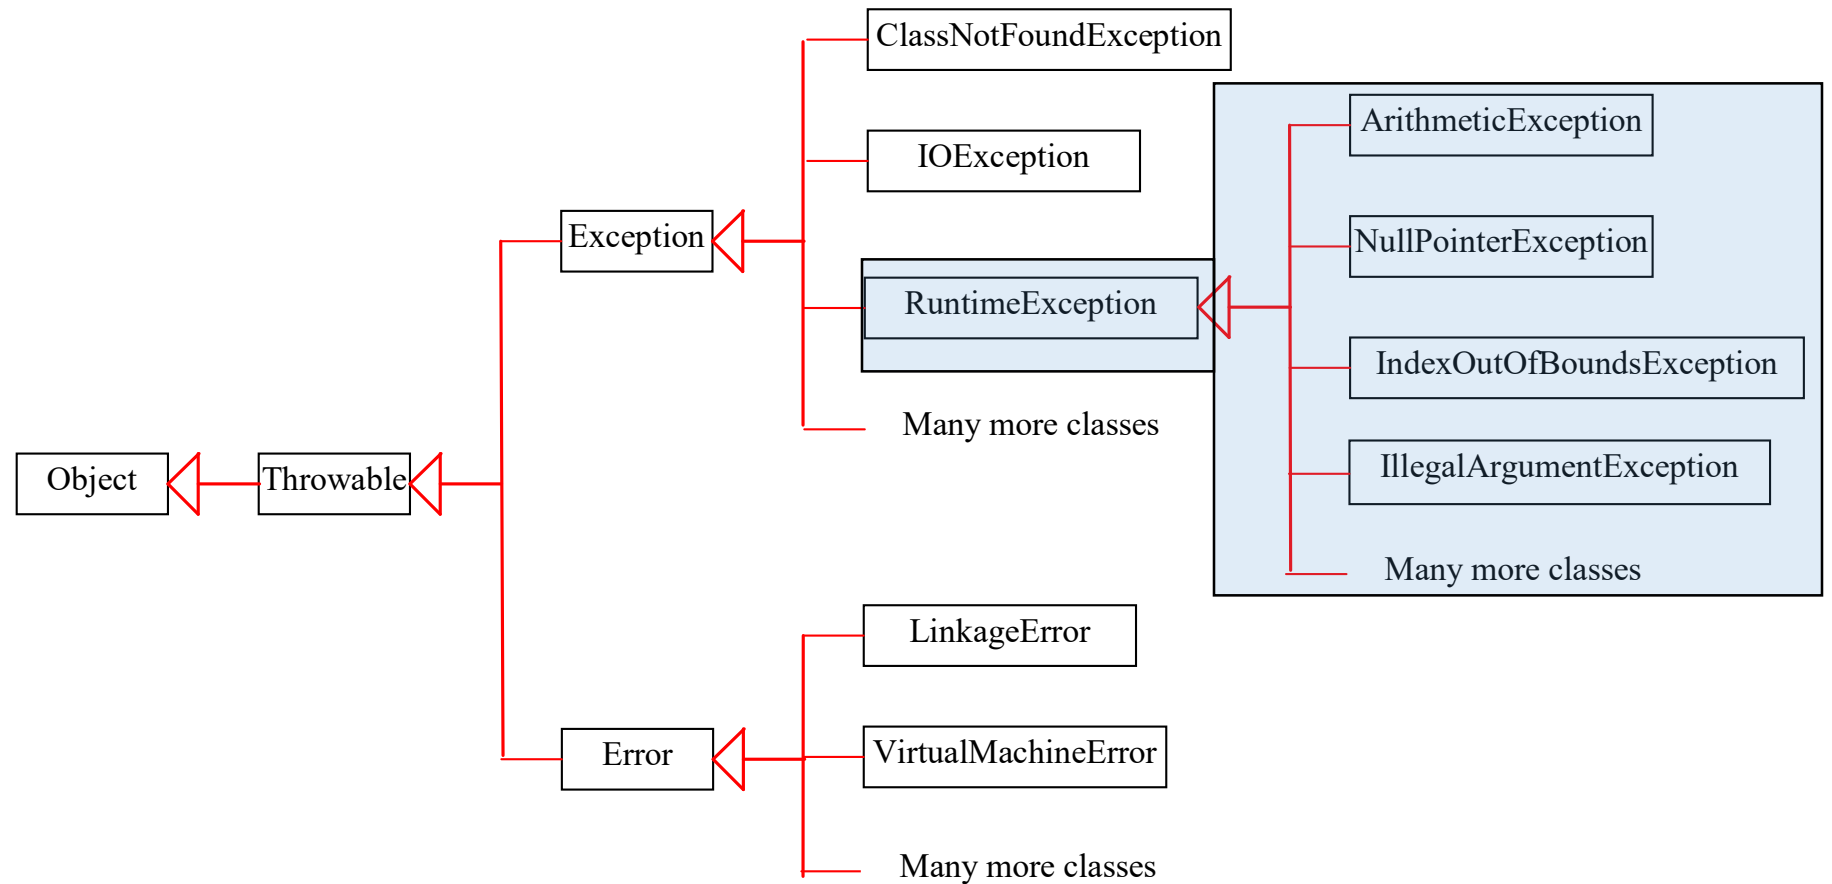 ClassNotFoundException
ArithmeticException
IOException
NullPointerException
Exception
RuntimeException
IndexOutOfBoundsException
Many more classes
IllegalArgumentException
Object
Throwable
Many more classes
LinkageError
Error
VirtualMachineError
Many more classes